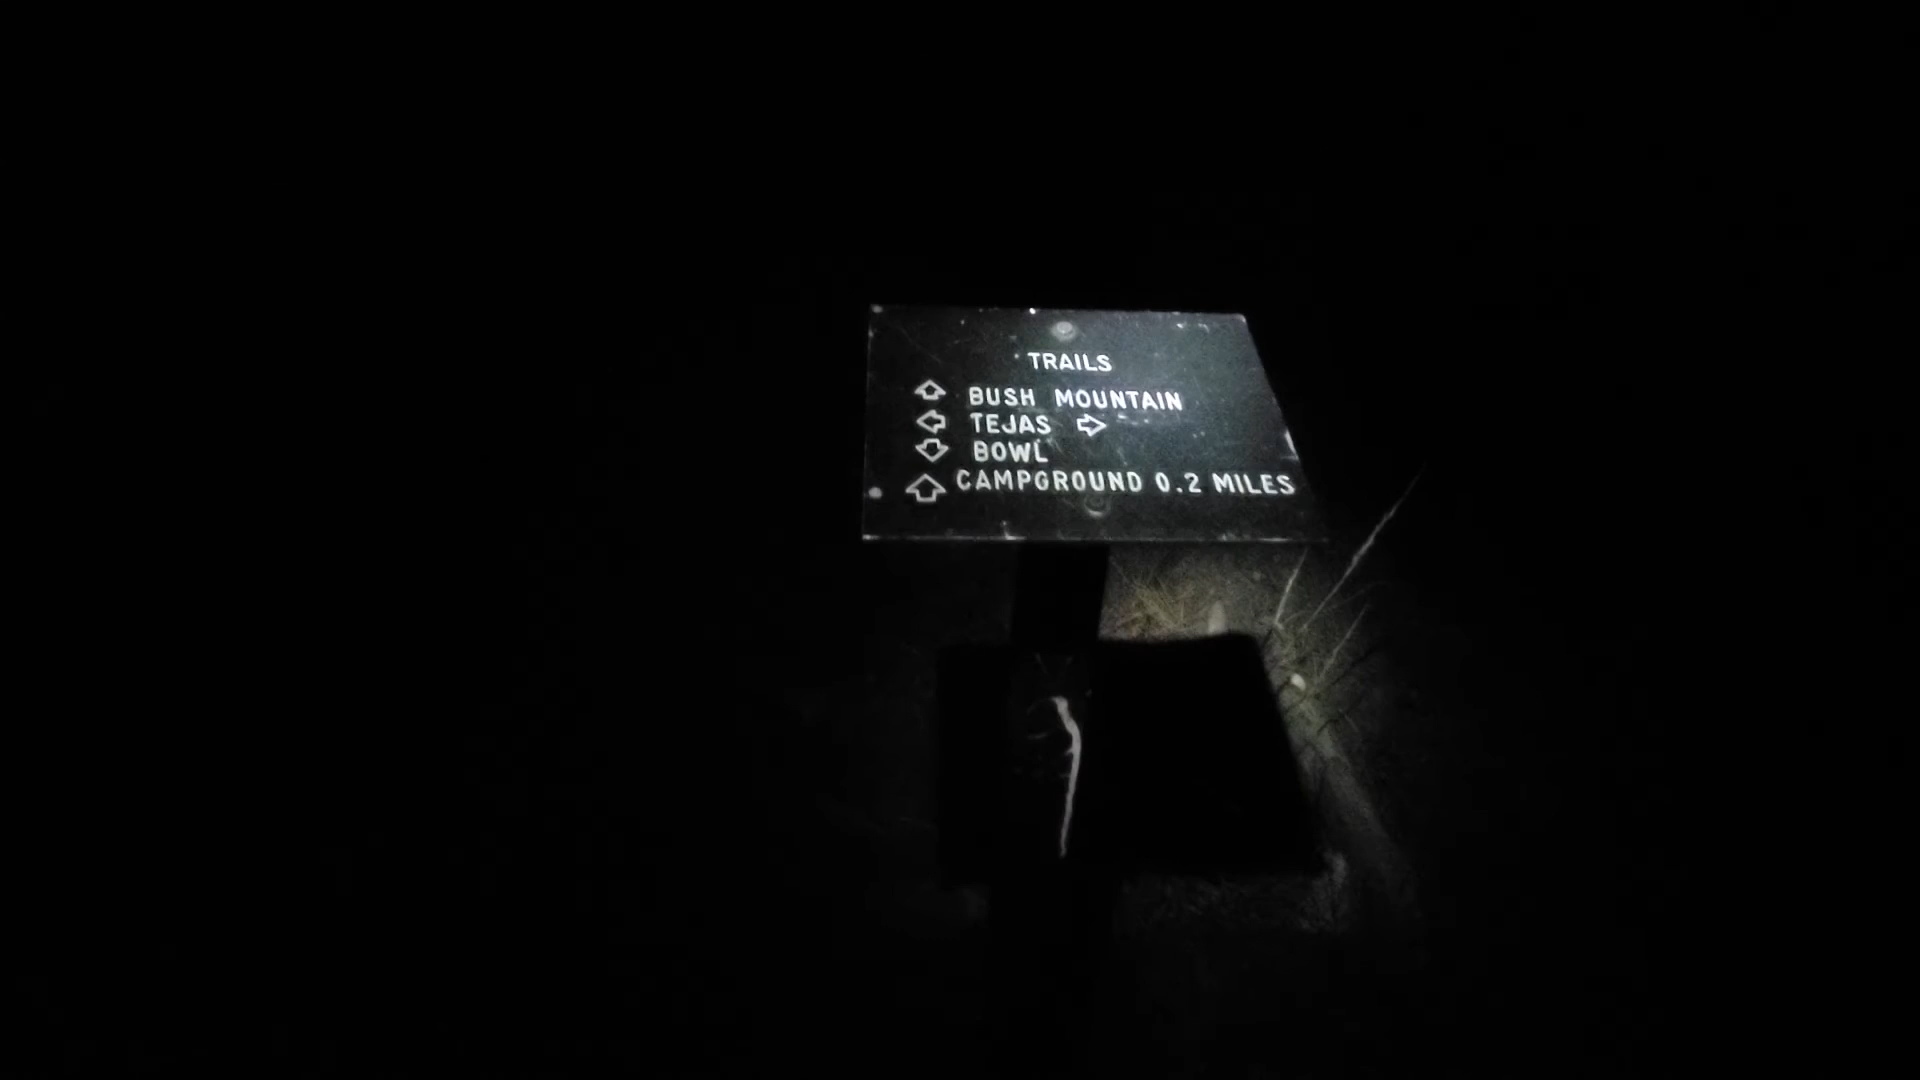 TRAILS
⇧ BUSH MOUNTAIN
⇦ TEJAS ⇨
⇩ BOWL
⇧ CAMPGROUND 0.2 MILES